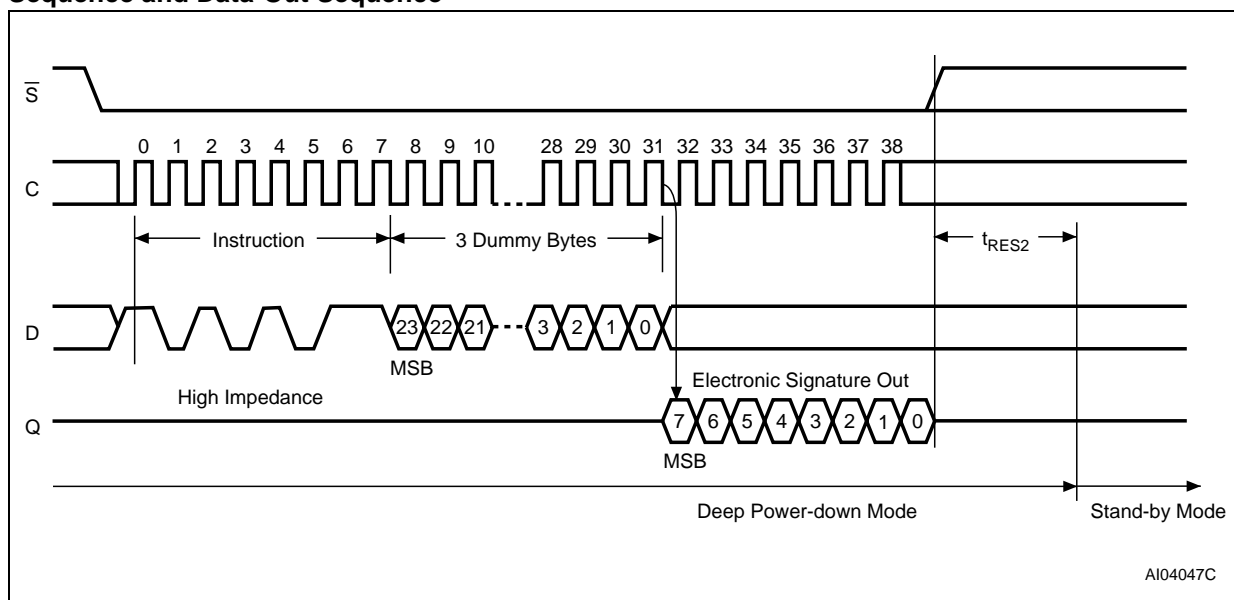 Sequence and Data-Out Sequence
S
0 1 2 3 4 5 6 7 8 9 10 28 29 30 31 32 33 34 35 36 37 38
C
Instruction 3 Dummy Bytes tRES2
D 23 22 21 3 2 1 0
MSB
High Impedance Electronic Signature Out
Q 7 6 5 4 3 2 1 0
MSB
Deep Power-down Mode Stand-by Mode
AI04047C